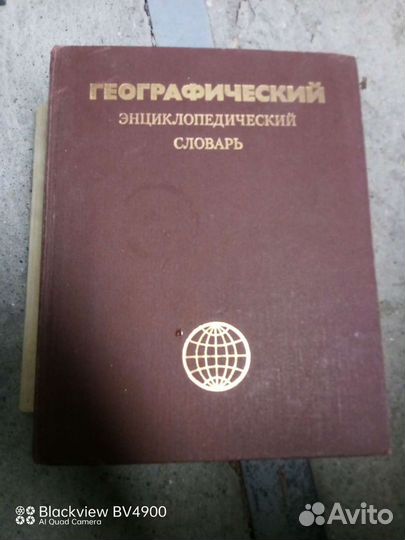 ГЕОГРАФИЧЕСКИЙ
ЭНЦИКЛОПЕДИЧЕСКИЙ
СЛОВАРЬ
Blackview BV4900
AI Quad Camera
Avito